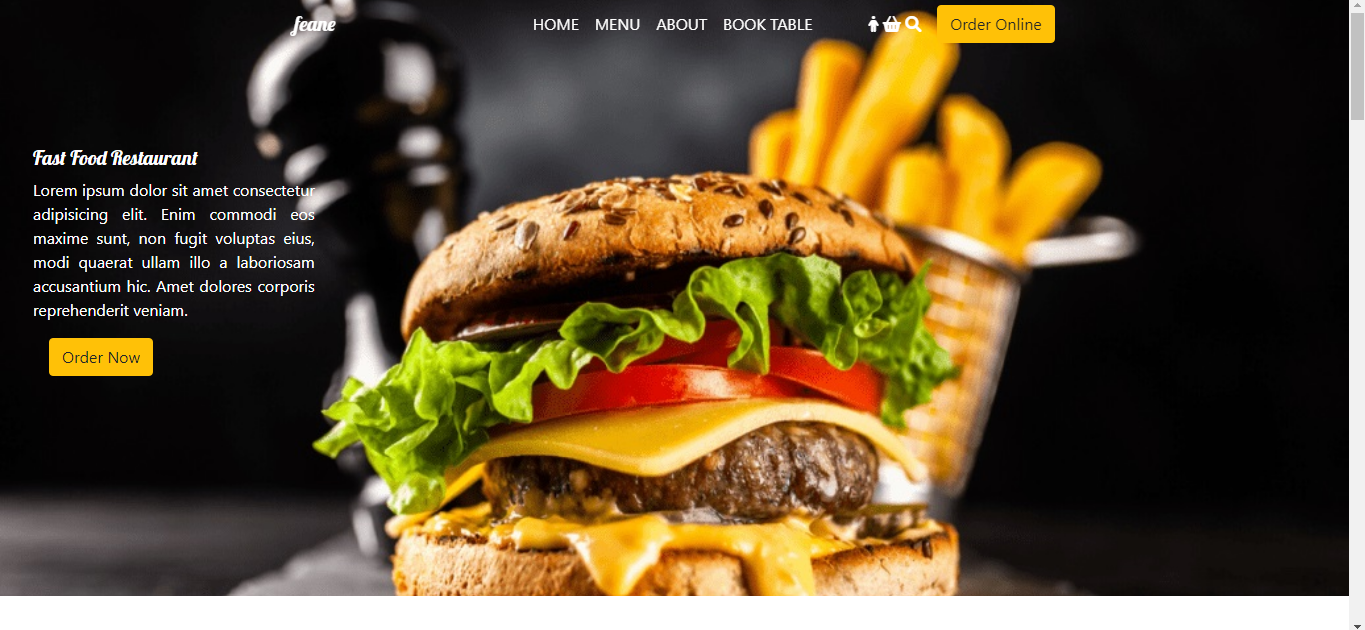 feane HOME MENU ABOUT BOOK TABLE Order Online
Fast Food Restaurant
Lorem ipsum dolor sit amet consectetur
adipisicing elit. Enim commodi eos
maxime sunt, non fugit voluptas eius,
modi quaerat ullam illo a laboriosam
accusantium hic. Amet dolores corporis
reprehenderit veniam.
Order Now